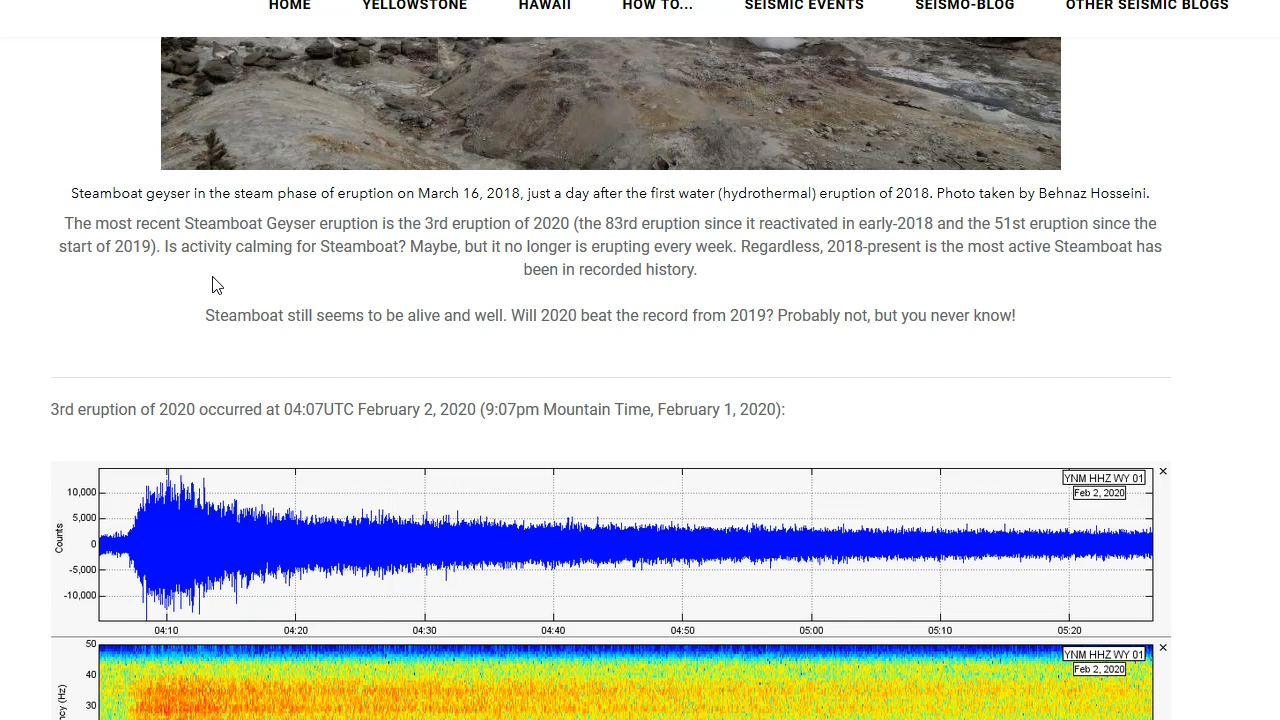 HOME YELLOWSTONE HAWAII HOW TO... SEISMIC EVENTS SEISMO-BLOG OTHER SEISMIC BLOGS
Steamboat geyser in the steam phase of eruption on March 16, 2018, just a day after the first water (hydrothermal) eruption of 2018. Photo taken by Behnaz Hosseini.
The most recent Steamboat Geyser eruption is the 3rd eruption of 2020 (the 83rd eruption since it reactivated in early-2018 and the 51st eruption since the
start of 2019). Is activity calming for Steamboat? Maybe, but it no longer is erupting every week. Regardless, 2018-present is the most active Steamboat has
been in recorded history.
Steamboat still seems to be alive and well. Will 2020 beat the record from 2019? Probably not, but you never know!
3rd eruption of 2020 occurred at 04:07UTC February 2, 2020 (9:07pm Mountain Time, February 1, 2020):
YNM HHZ WY 01
Feb 2, 2020
10,000
5,000
0
-5,000
-10,000
Counts
04:10 04:20 04:30 04:40 04:50 05:00 05:10 05:20
YNM HHZ WY 01
Feb 2, 2020
50
40
30
ncy (Hz)